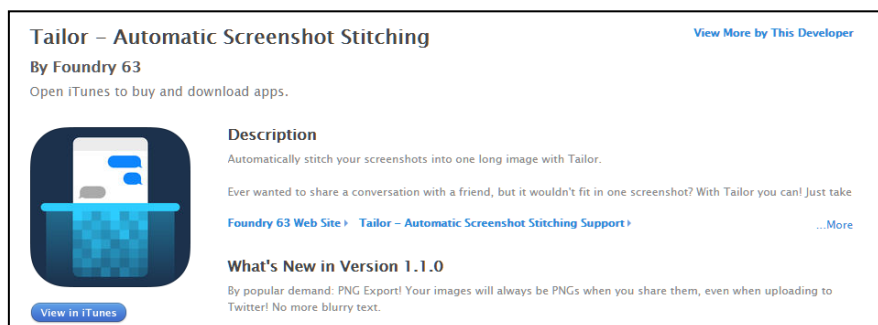 Tailor – Automatic Screenshot Stitching
View More by This Developer
By Foundry 63
Open iTunes to buy and download apps.
Description
Automatically stitch your screenshots into one long image with Tailor.
Ever wanted to share a conversation with a friend, but it wouldn't fit in one screenshot? With Tailor you can! Just take
Foundry 63 Web Site Tailor – Automatic Screenshot Stitching Support
...More
What's New in Version 1.1.0
By popular demand: PNG Export! Your images will always be PNGs when you share them, even when uploading to
Twitter! No more blurry text.
View in iTunes